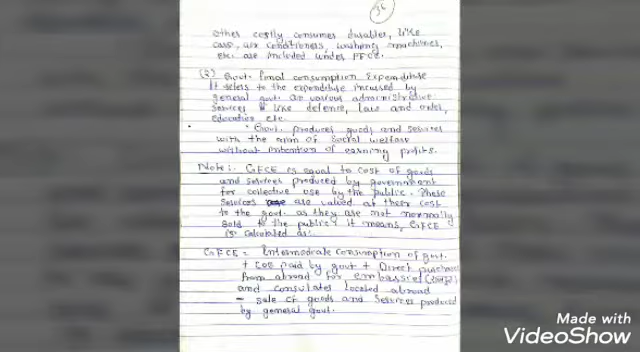 36
other costly consumes durables, like
cars, air conditioners, washing machines,
etc. are included under PFCE.
(2) Govt. final consumption Expenditure
It refers to the expenditure incurred by
general govt. on various administrative
services like defence, law and order,
education etc.
Govt. produces goods and services
with the aim of social welfare
without intention of earning profits.
Note:- GFCE is equal to cost of goods
and services produced by government
for collective use by the public. These
services are valued at their cost
to the govt. as they are not normally
sold to the public. it means, GFCE
is calculated as:
GFCE = Intermediate consumption of govt.
+ COE paid by govt + Direct purchases
from abroad for embassies
and consulates located abroad
- sale of goods and services produced
by general govt.
Made with
VideoShow